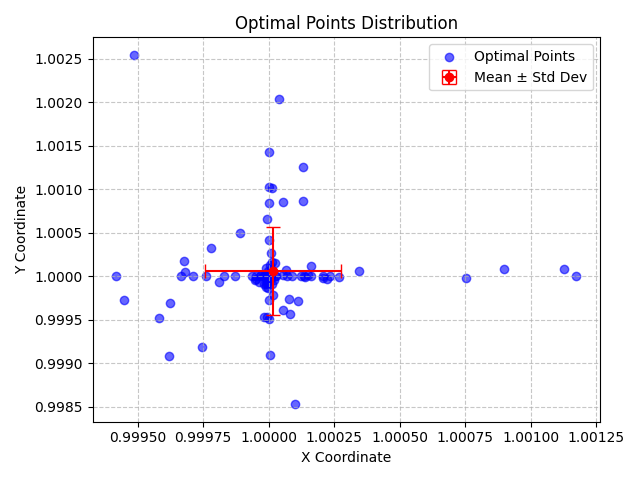 Optimal Points Distribution
Optimal Points
Mean ± Std Dev
Y Coordinate
1.0025
1.0020
1.0015
1.0010
1.0005
1.0000
0.9995
0.9990
0.9985
0.99950 0.99975 1.00000 1.00025 1.00050 1.00075 1.00100 1.00125
X Coordinate